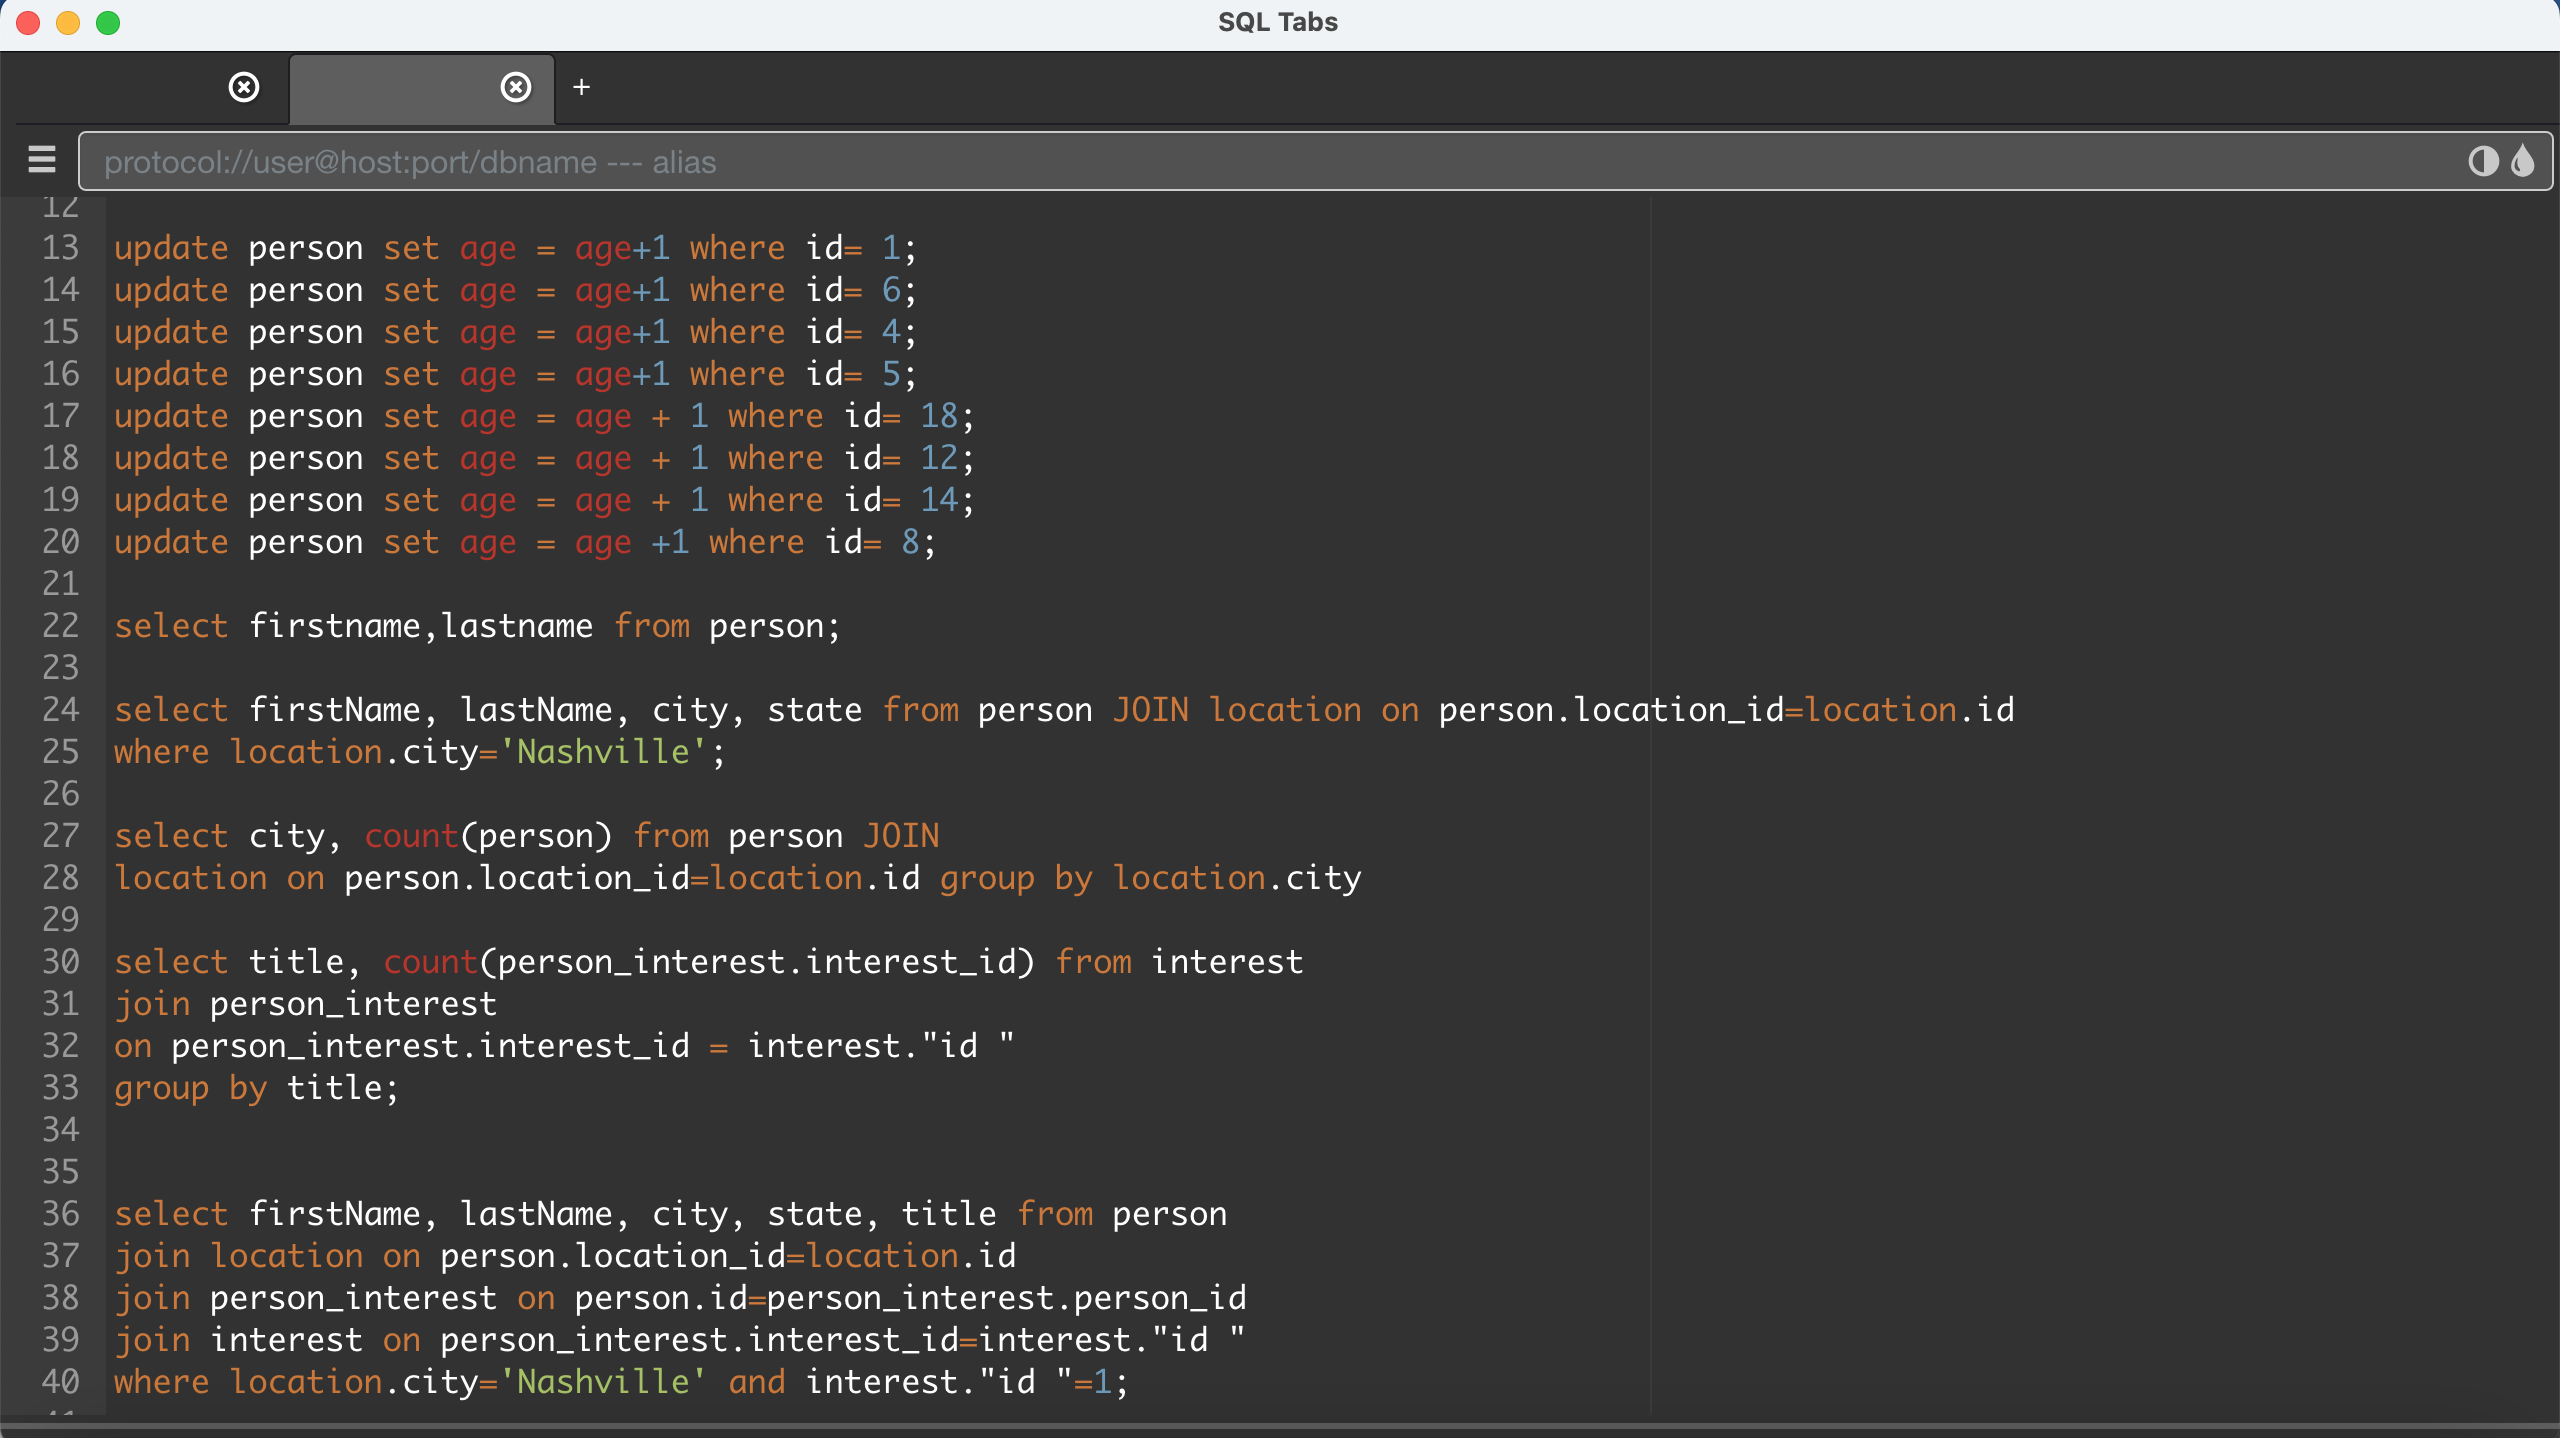 SQL Tabs
+
protocol://user@host:port/dbname --- alias
12
13 update person set age = age+1 where id= 1;
14 update person set age = age+1 where id= 6;
15 update person set age = age+1 where id= 4;
16 update person set age = age+1 where id= 5;
17 update person set age = age + 1 where id= 18;
18 update person set age = age + 1 where id= 12;
19 update person set age = age + 1 where id= 14;
20 update person set age = age +1 where id= 8;
21
22 select firstname,lastname from person;
23
24 select firstName, lastName, city, state from person JOIN location on person.location_id=location.id
25 where location.city='Nashville';
26
27 select city, count(person) from person JOIN
28 location on person.location_id=location.id group by location.city
29
30 select title, count(person_interest.interest_id) from interest
31 join person_interest
32 on person_interest.interest_id = interest."id "
33 group by title;
34
35
36 select firstName, lastName, city, state, title from person
37 join location on person.location_id=location.id
38 join person_interest on person.id=person_interest.person_id
39 join interest on person_interest.interest_id=interest."id "
40 where location.city='Nashville' and interest."id "=1;